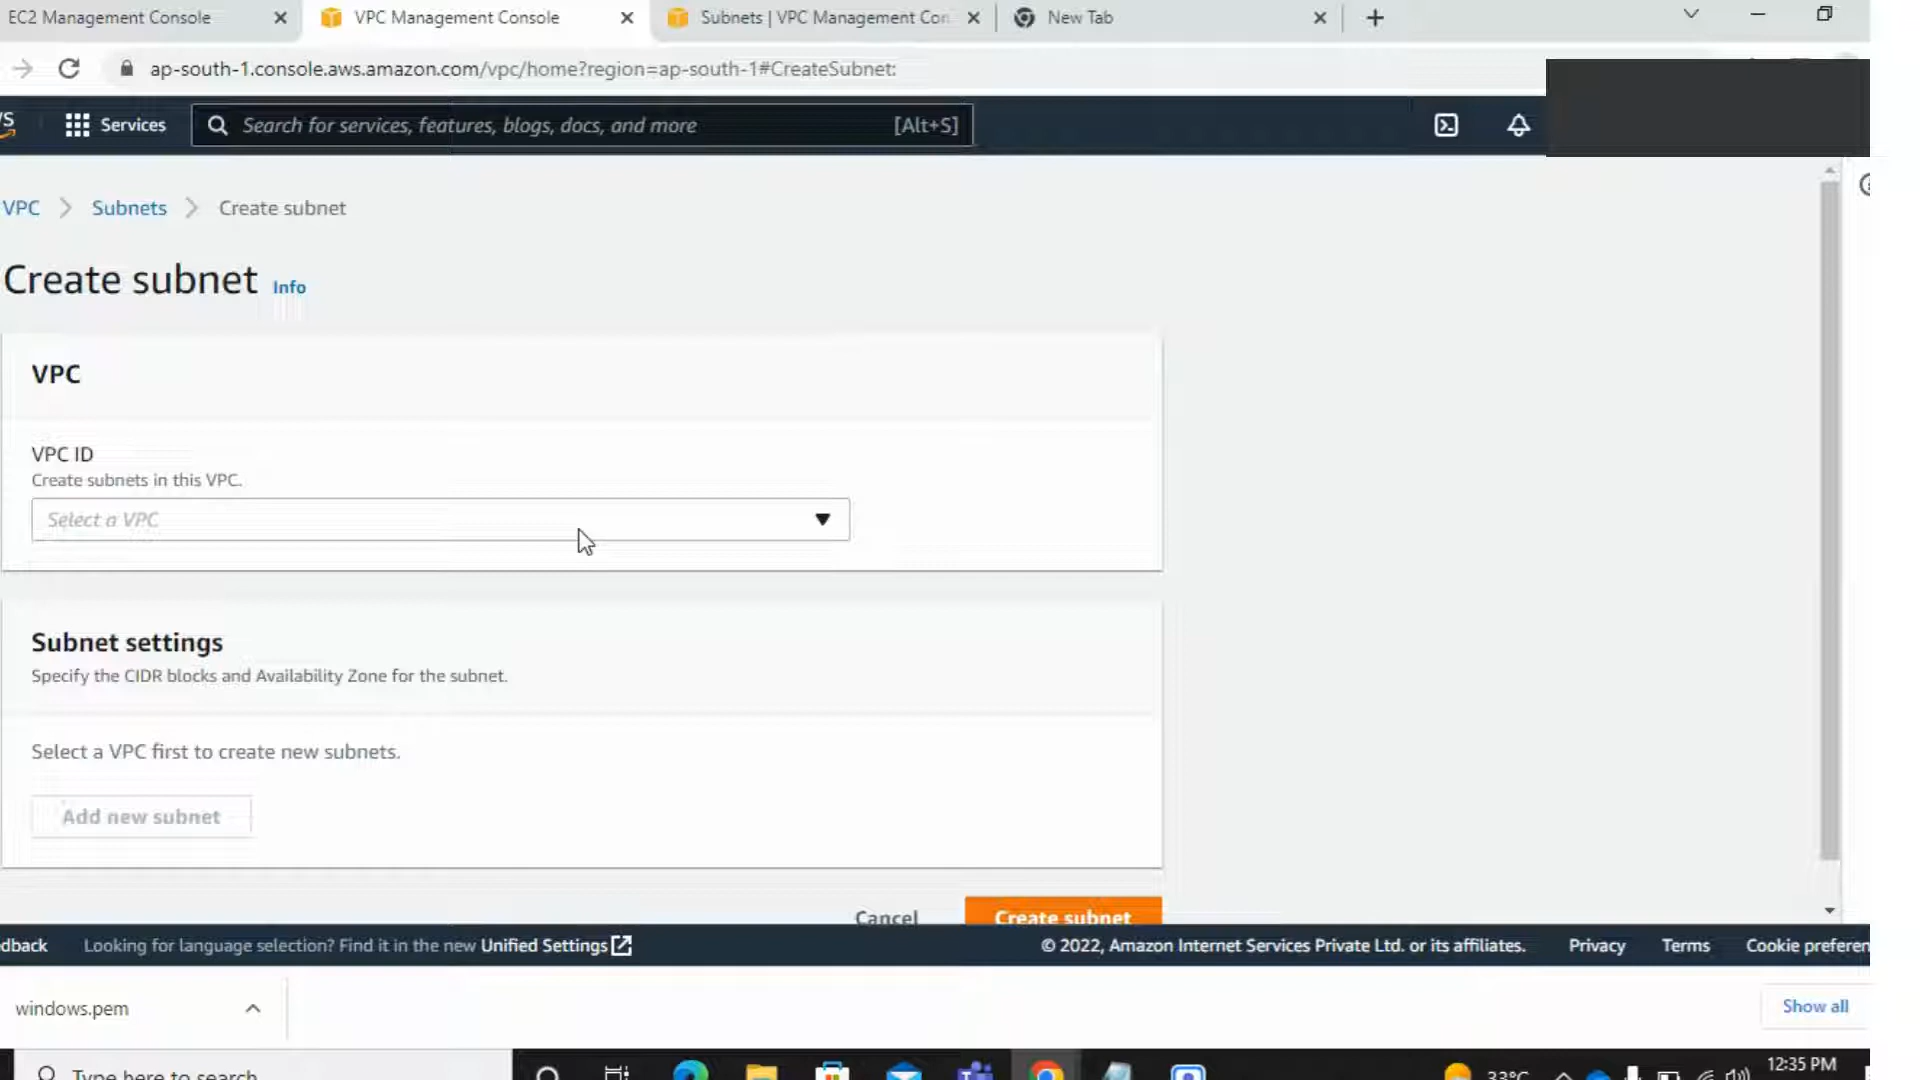 EC2 Management Console
VPC Management Console
Subnets | VPC Management Con
New Tab
ap-south-1.console.aws.amazon.com/vpc/home?region=ap-south-1#CreateSubnet:
Services
Search for services, features, blogs, docs, and more
[Alt+S]
VPC
Subnets
Create subnet
Create subnet
Info
VPC
VPC ID
Create subnets in this VPC.
Select a VPC
Subnet settings
Specify the CIDR blocks and Availability Zone for the subnet.
Select a VPC first to create new subnets.
Add new subnet
Cancel
Create subnet
dback
Looking for language selection? Find it in the new Unified Settings
© 2022, Amazon Internet Services Private Ltd. or its affiliates.
Privacy
Terms
Cookie preferen
windows.pem
Show all
Type here to search
33°C
12:35 PM